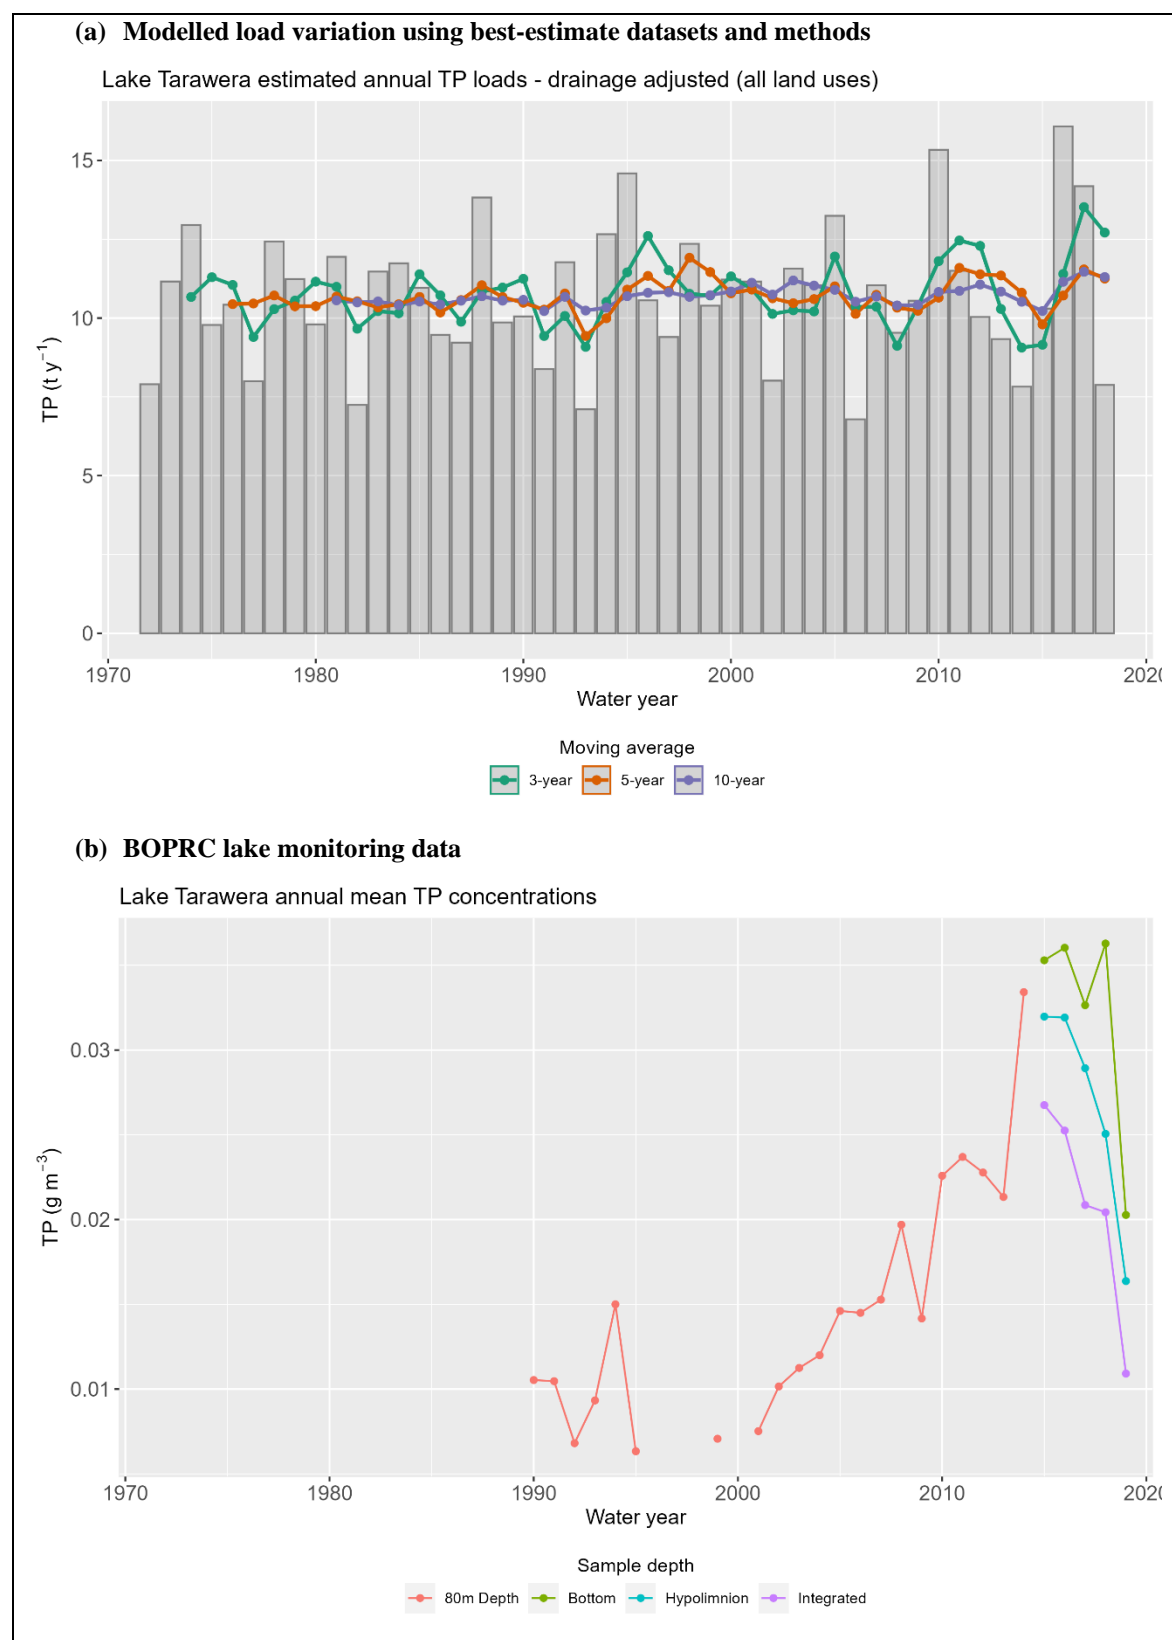 (a) Modelled load variation using best-estimate datasets and methods
Lake Tarawera estimated annual TP loads - drainage adjusted (all land uses)
TP (t y⁻¹)
15
10
5
0
1970 1980 1990 2000 2010 2020
Water year
Moving average
3-year 5-year 10-year
(b) BOPRC lake monitoring data
Lake Tarawera annual mean TP concentrations
TP (g m⁻³)
0.03
0.02
0.01
1970 1980 1990 2000 2010 2020
Water year
Sample depth
80m Depth Bottom Hypolimnion Integrated